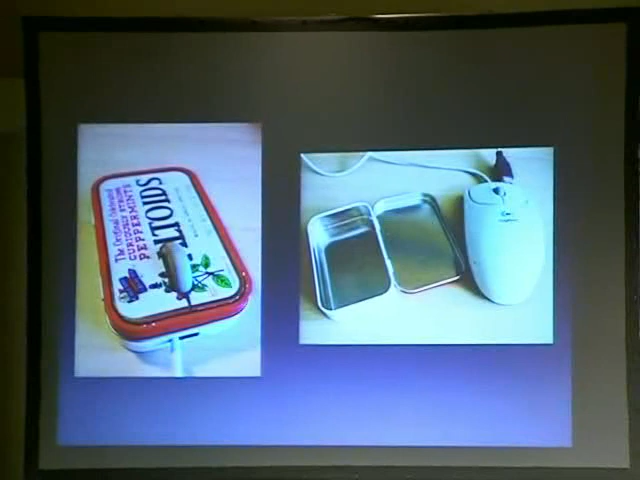 The Original Celebrated
CURIOUSLY STRONG
PEPPERMINTS
LTOIDS